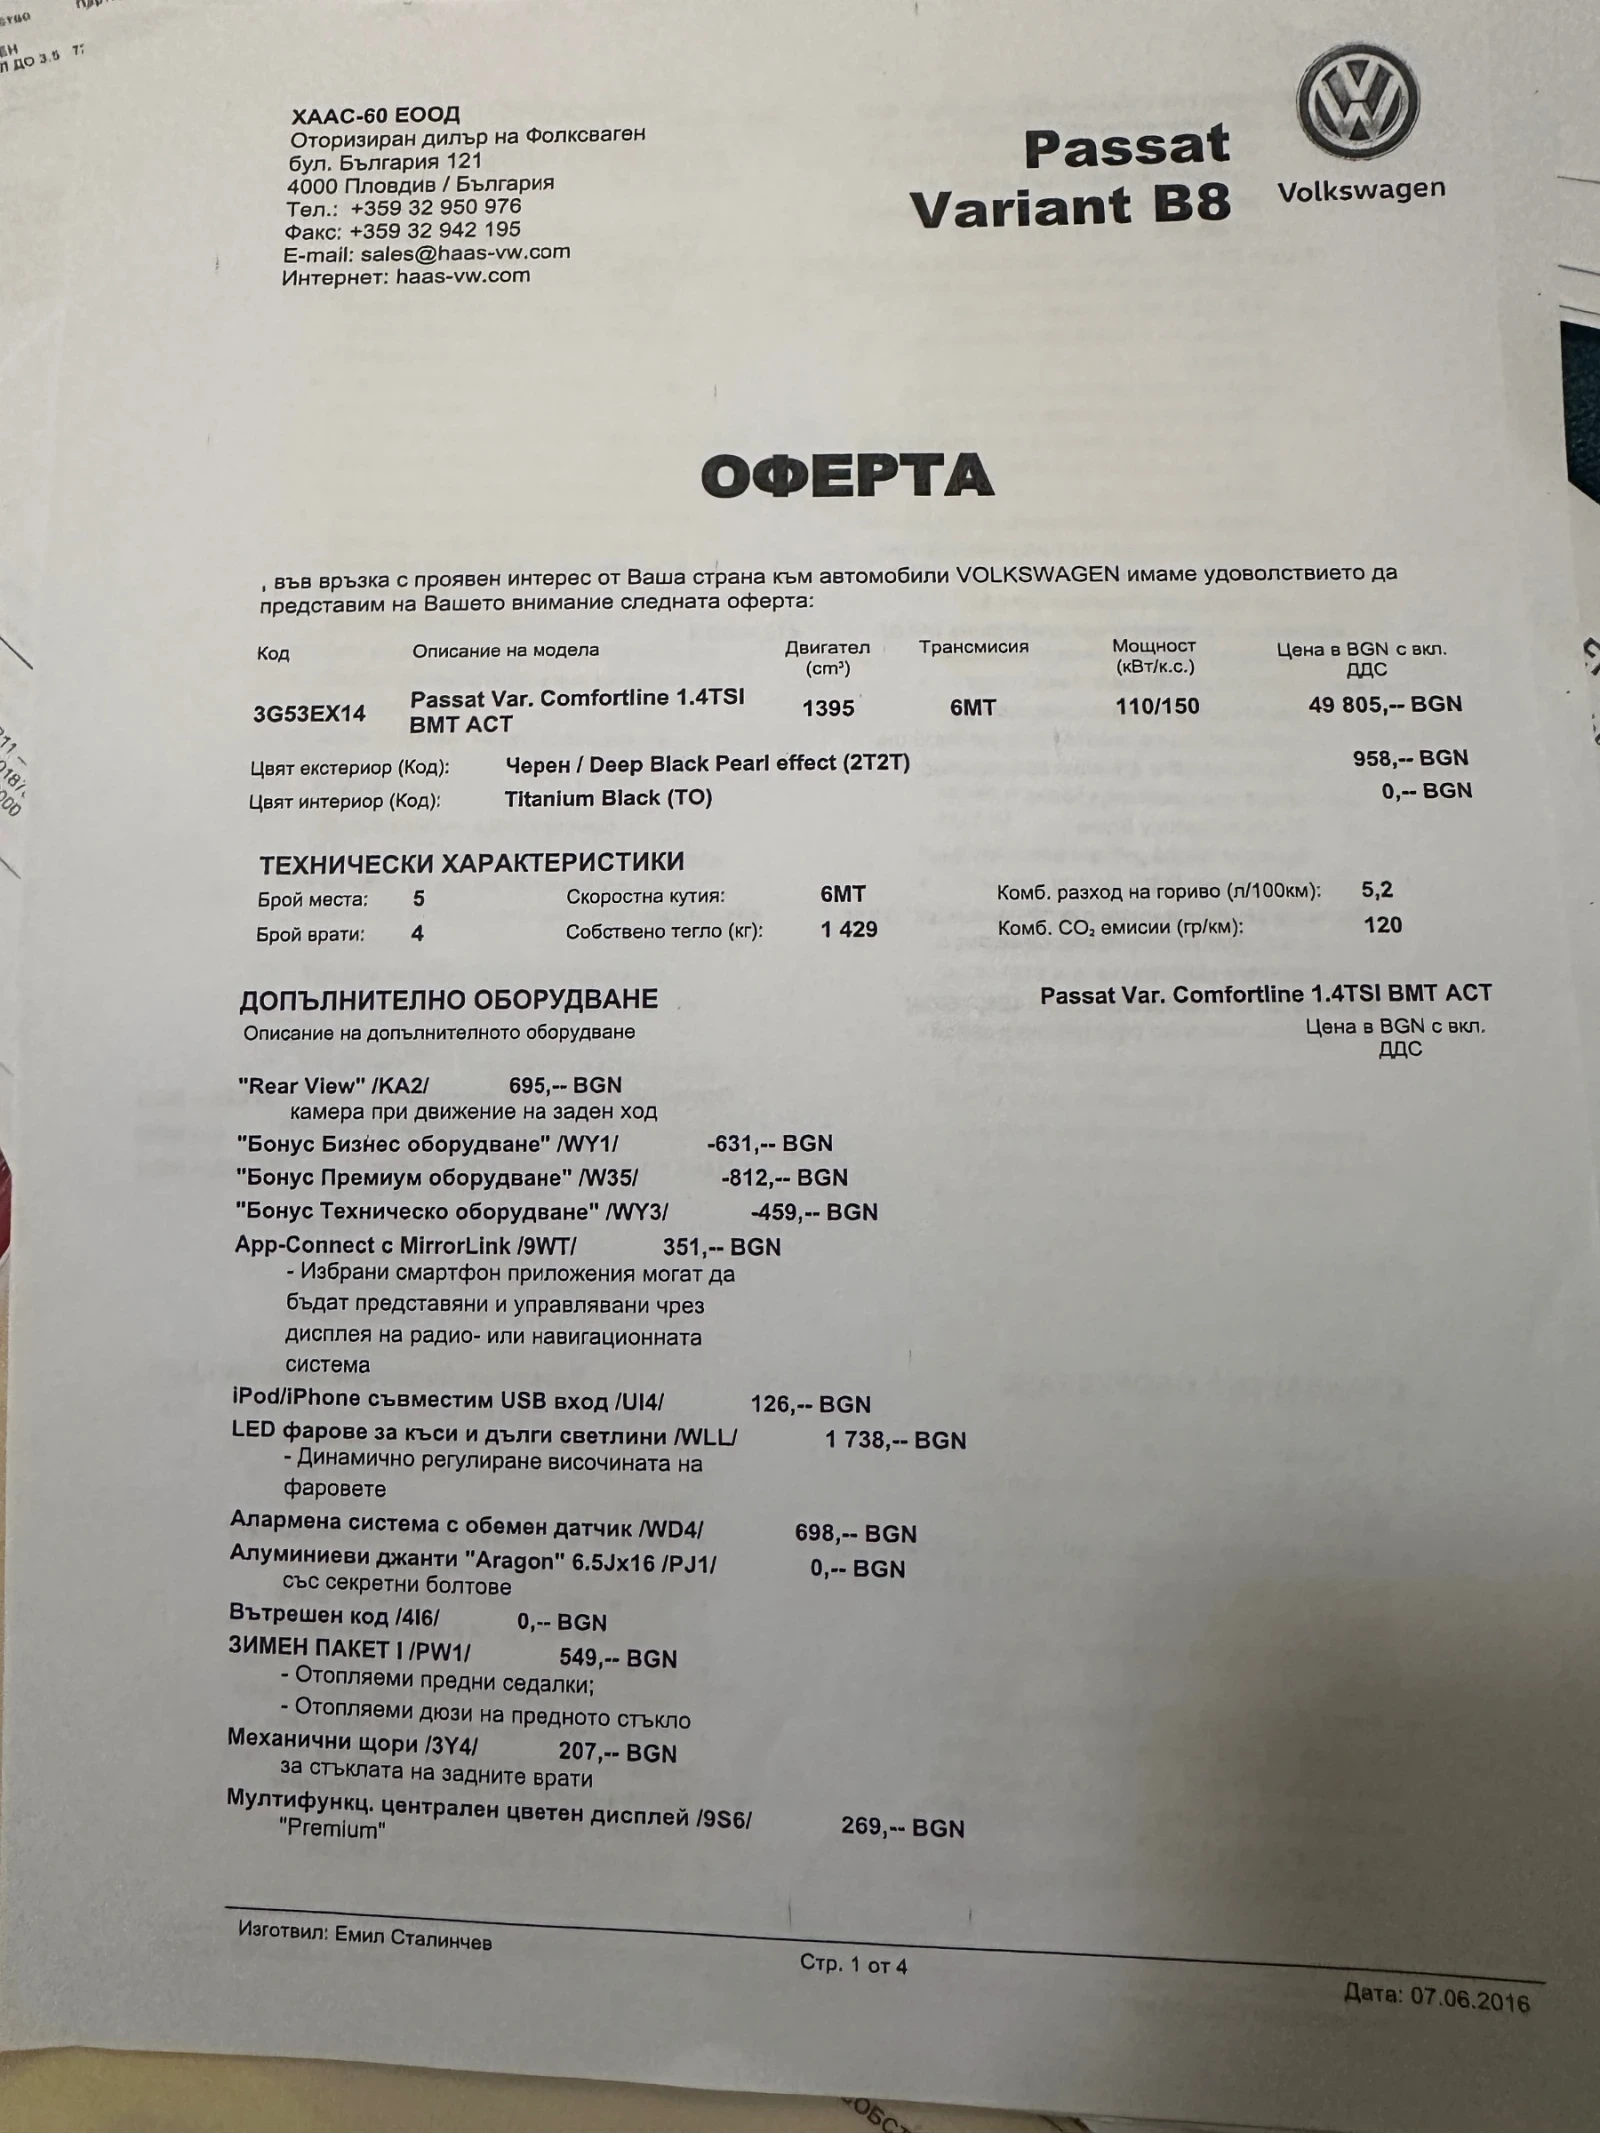 ХААС-60 ЕООД
Оторизиран дилър на Фолксваген
бул. България 121
4000 Пловдив / България
Тел.: +359 32 950 976
Факс: +359 32 942 195
E-mail: sales@haas-vw.com
Интернет: haas-vw.com
Passat
Variant B8
Volkswagen
ОФЕРТА
, във връзка с проявен интерес от Ваша страна към автомобили VOLKSWAGEN имаме удоволствието да
представим на Вашето внимание следната оферта:
Код Описание на модела Двигател (cm³) Трансмисия Мощност (кВт/к.с.) Цена в BGN с вкл. ДДС
3G53EX14 Passat Var. Comfortline 1.4TSI BMT ACT 1395 6MT 110/150 49 805,-- BGN
Цвят екстериор (Код): Черен / Deep Black Pearl effect (2T2T) 958,-- BGN
Цвят интериор (Код): Titanium Black (TO) 0,-- BGN
ТЕХНИЧЕСКИ ХАРАКТЕРИСТИКИ
Брой места: 5 Скоростна кутия: 6MT Комб. разход на гориво (л/100км): 5,2
Брой врати: 4 Собствено тегло (кг): 1 429 Комб. CO₂ емисии (гр/км): 120
ДОПЪЛНИТЕЛНО ОБОРУДВАНЕ Passat Var. Comfortline 1.4TSI BMT ACT
Описание на допълнителното оборудване Цена в BGN с вкл.
ДДС
"Rear View" /KA2/ 695,-- BGN
камера при движение на заден ход
"Бонус Бизнес оборудване" /WY1/ -631,-- BGN
"Бонус Премиум оборудване" /W35/ -812,-- BGN
"Бонус Техническо оборудване" /WY3/ -459,-- BGN
App-Connect с MirrorLink /9WT/ 351,-- BGN
- Избрани смартфон приложения могат да
бъдат представяни и управлявани чрез
дисплея на радио- или навигационната
система
iPod/iPhone съвместим USB вход /UI4/ 126,-- BGN
LED фарове за къси и дълги светлини /WLL/ 1 738,-- BGN
- Динамично регулиране височината на
фаровете
Алармена система с обемен датчик /WD4/ 698,-- BGN
Алуминиеви джанти "Aragon" 6.5Jx16 /PJ1/ 0,-- BGN
със секретни болтове
Вътрешен код /4I6/ 0,-- BGN
ЗИМЕН ПАКЕТ I /PW1/ 549,-- BGN
- Отопляеми предни седалки;
- Отопляеми дюзи на предното стъкло
Механични щори /3Y4/ 207,-- BGN
за стъклата на задните врати
Мултифункц. централен цветен дисплей /9S6/ 269,-- BGN
"Premium"
Изготвил: Емил Сталинчев
Стр. 1 от 4
Дата: 07.06.2016